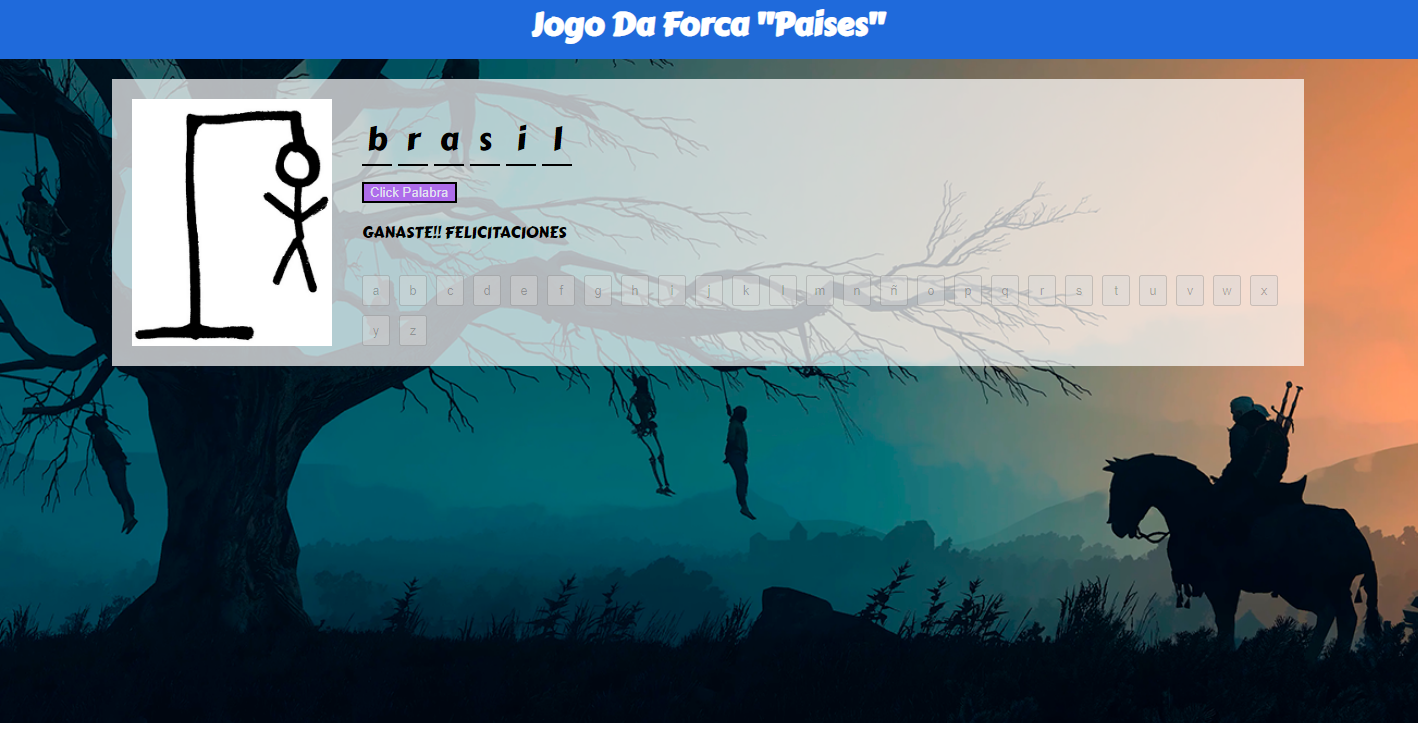 Jogo Da Forca "Paises"
b r a s i l
Click Palabra
GANASTE!! FELICITACIONES
a b c d e f g h i j k l m n ñ o p q r s t u v w x
y z